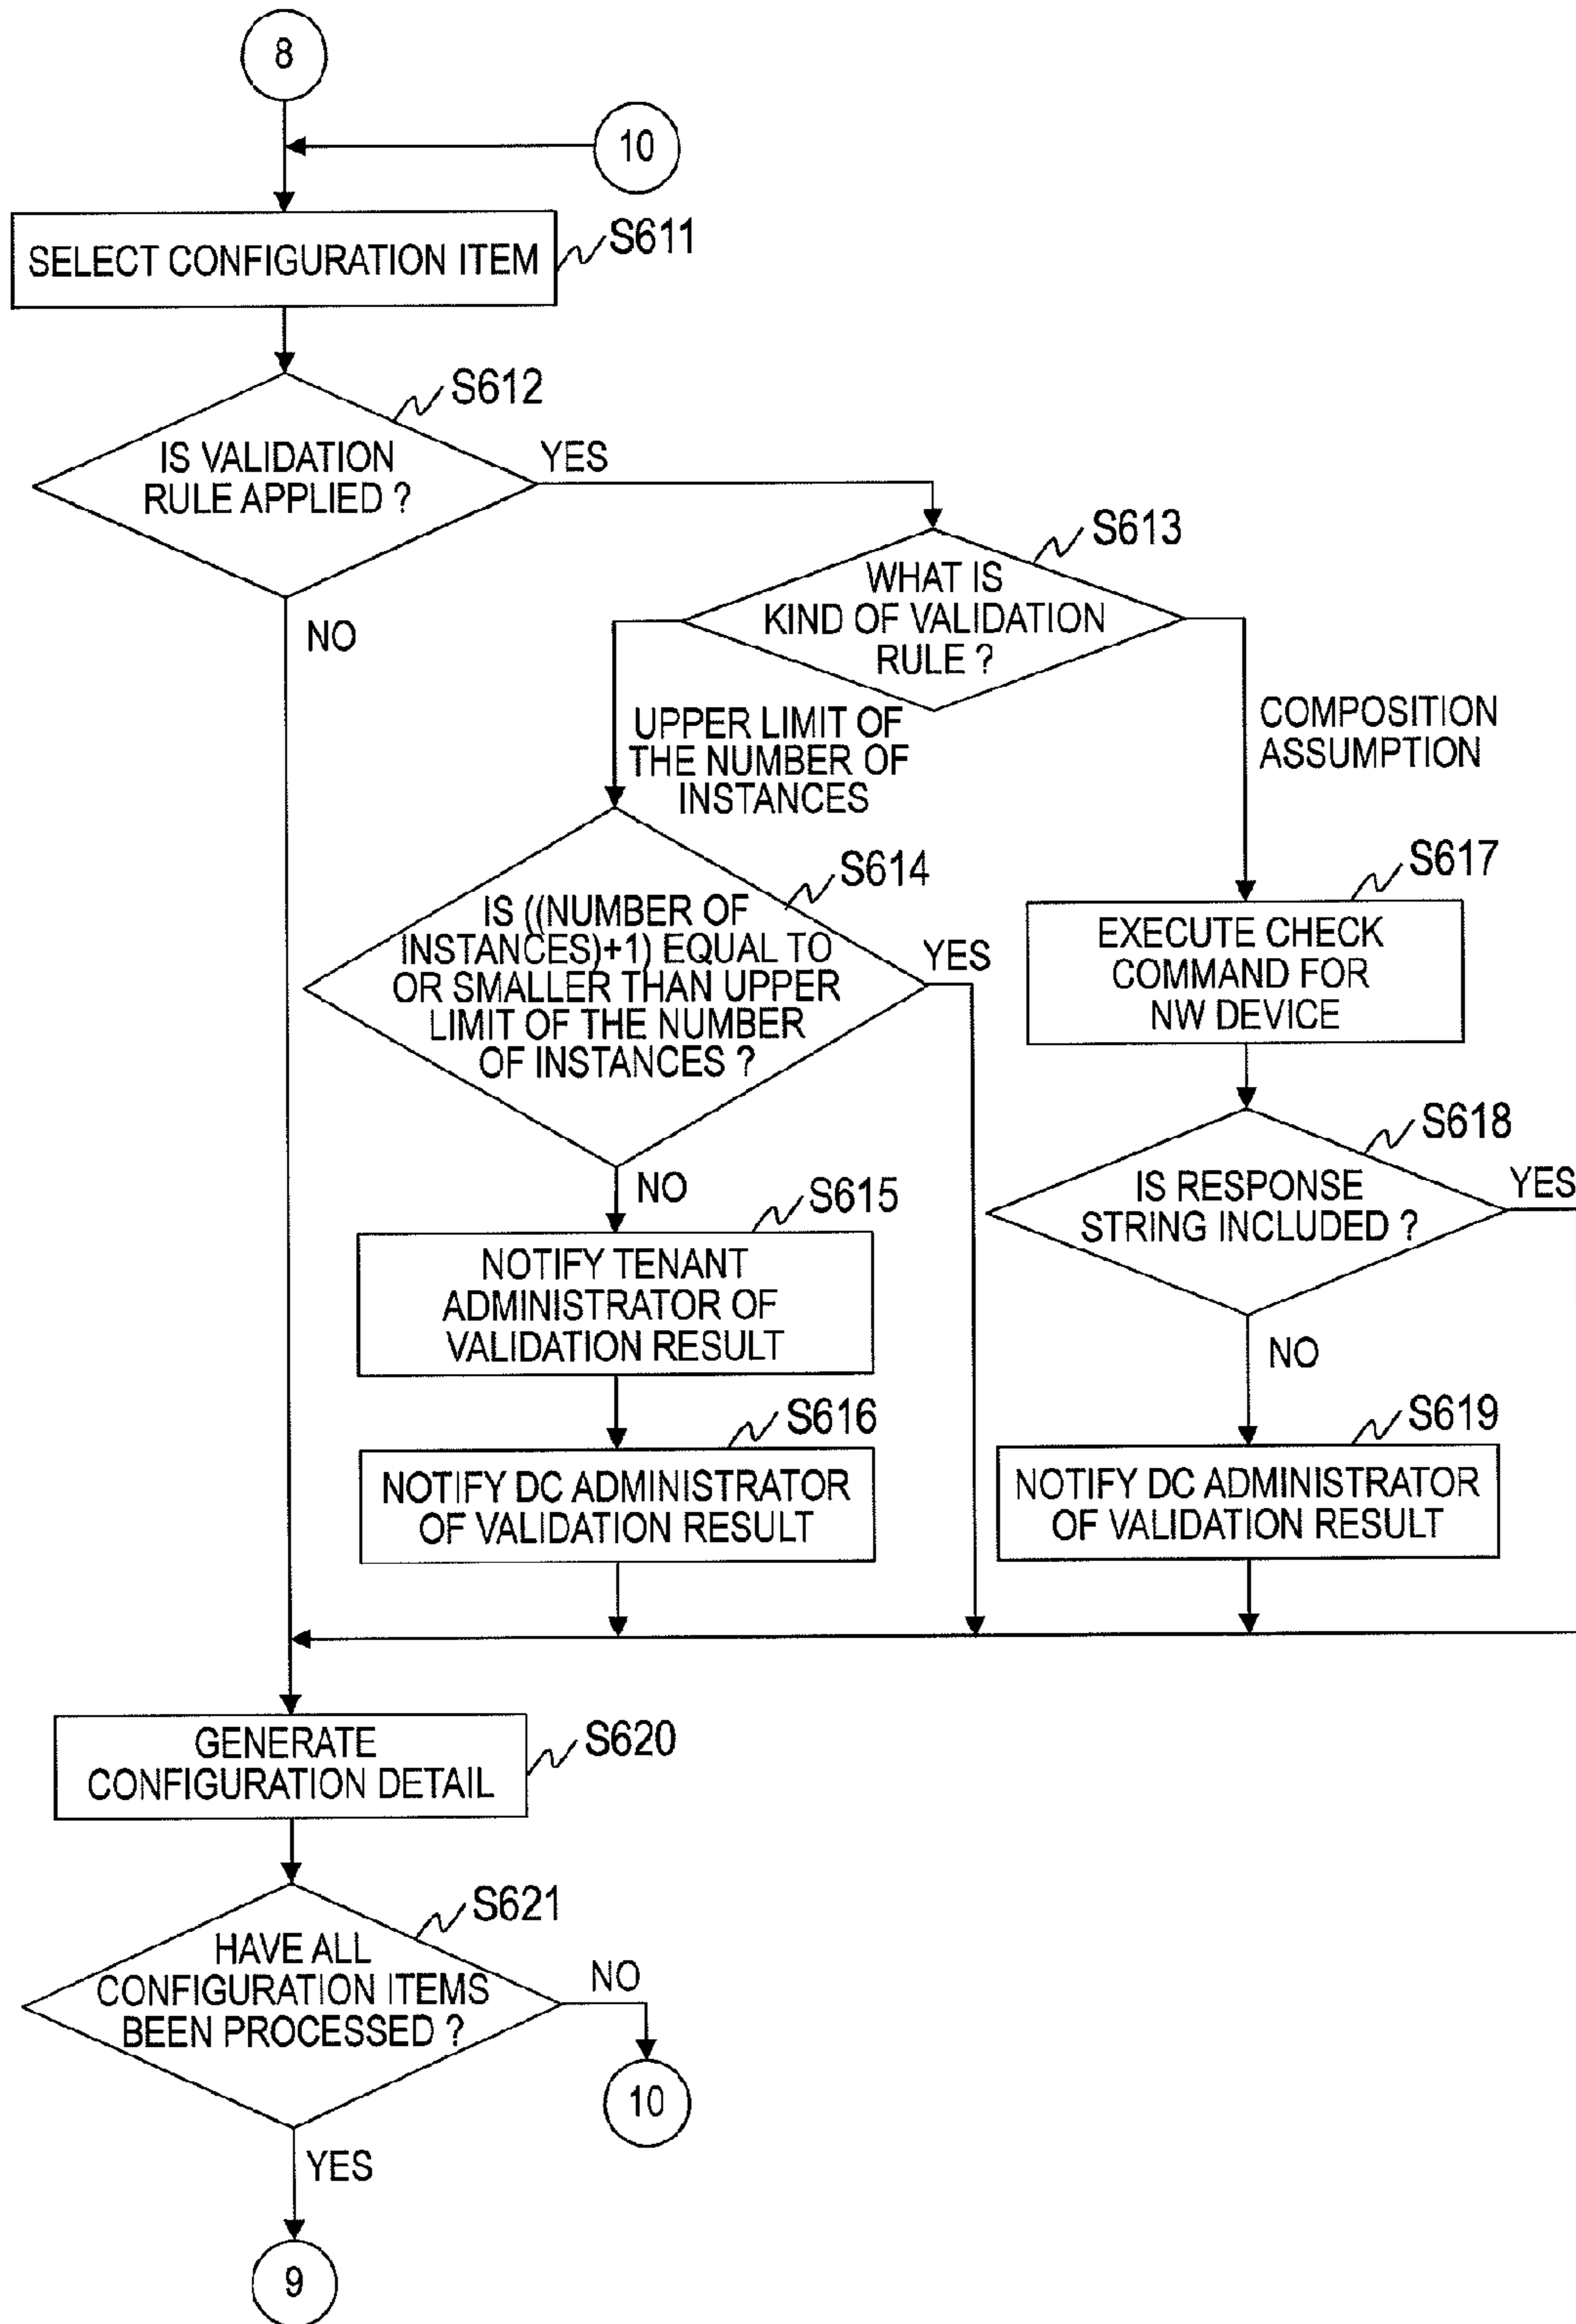 8
10
SELECT CONFIGURATION ITEM
S611
S612
IS VALIDATION
RULE APPLIED ?
YES
NO
S613
WHAT IS
KIND OF VALIDATION
RULE ?
UPPER LIMIT OF
THE NUMBER OF
INSTANCES
COMPOSITION
ASSUMPTION
S614
IS ((NUMBER OF
INSTANCES)+1) EQUAL TO
OR SMALLER THAN UPPER
LIMIT OF THE NUMBER
OF INSTANCES ?
YES
NO
S617
EXECUTE CHECK
COMMAND FOR
NW DEVICE
S618
IS RESPONSE
STRING INCLUDED ?
YES
NO
S615
NOTIFY TENANT
ADMINISTRATOR OF
VALIDATION RESULT
S616
NOTIFY DC ADMINISTRATOR
OF VALIDATION RESULT
S619
NOTIFY DC ADMINISTRATOR
OF VALIDATION RESULT
GENERATE
CONFIGURATION DETAIL
S620
S621
HAVE ALL
CONFIGURATION ITEMS
BEEN PROCESSED ?
NO
10
YES
9